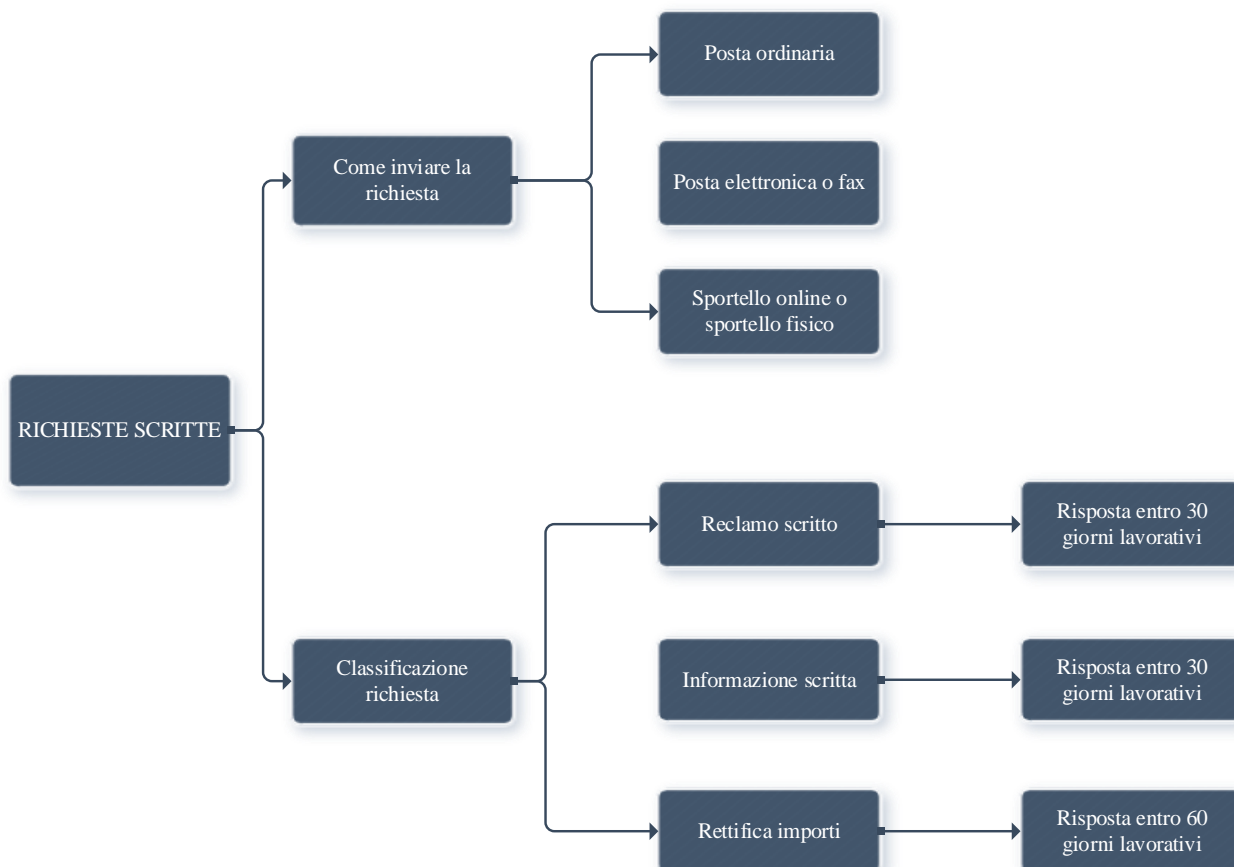 Posta ordinaria
Come inviare la
richiesta
Posta elettronica o fax
Sportello online o
sportello fisico
RICHIESTE SCRITTE
Reclamo scritto
Risposta entro 30
giorni lavorativi
Classificazione
richiesta
Informazione scritta
Risposta entro 30
giorni lavorativi
Rettifica importi
Risposta entro 60
giorni lavorativi